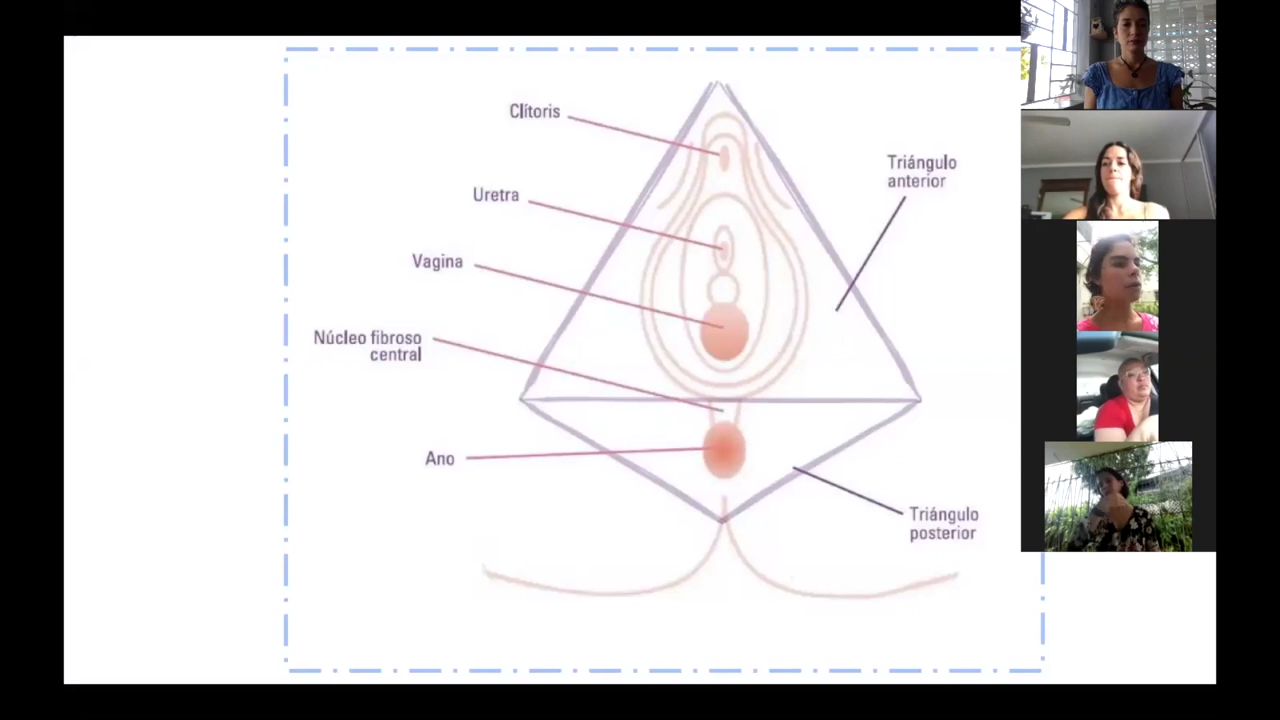 Clítoris
Triángulo
anterior
Uretra
Vagina
Núcleo fibroso
central
Ano
Triángulo
posterior